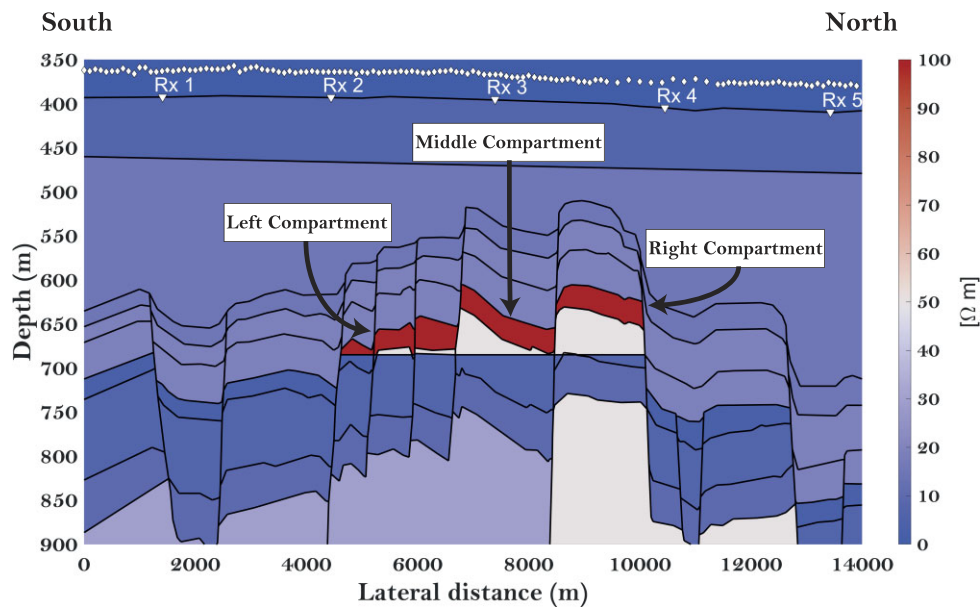 South
North
350
400
450
500
550
600
650
700
750
800
850
900
Depth (m)
Rx 1
Rx 2
Rx 3
Rx 4
Rx 5
Middle Compartment
Left Compartment
Right Compartment
0
2000
4000
6000
8000
10000
12000
14000
Lateral distance (m)
100
90
80
70
60
50
40
30
20
10
0
[Ω m]